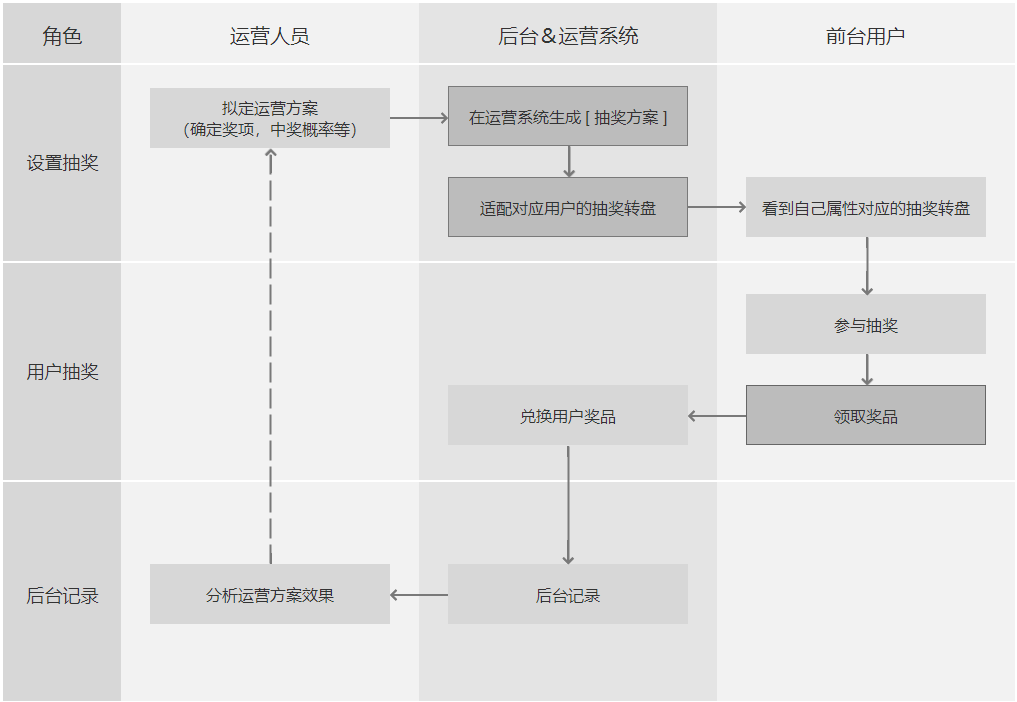 角色
运营人员
后台&运营系统
前台用户
设置抽奖
拟定运营方案
（确定奖项，中奖概率等）
在运营系统生成 [ 抽奖方案 ]
适配对应用户的抽奖转盘
看到自己属性对应的抽奖转盘
用户抽奖
参与抽奖
兑换用户奖品
领取奖品
后台记录
分析运营方案效果
后台记录